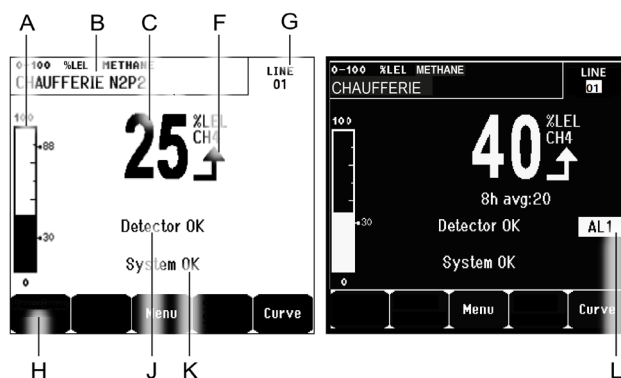 A B C F G
0-100 %LEL METHANE
CHAUFFERIE N2P2
LINE
01
100
88
30
0
25
%LEL
CH4
Detector OK
System OK
Menu
Curve
H J K
0-100 %LEL METHANE
CHAUFFERIE
LINE
01
100
30
0
40
%LEL
CH4
8h avg:20
Detector OK
AL1
System OK
Menu
Curve
L